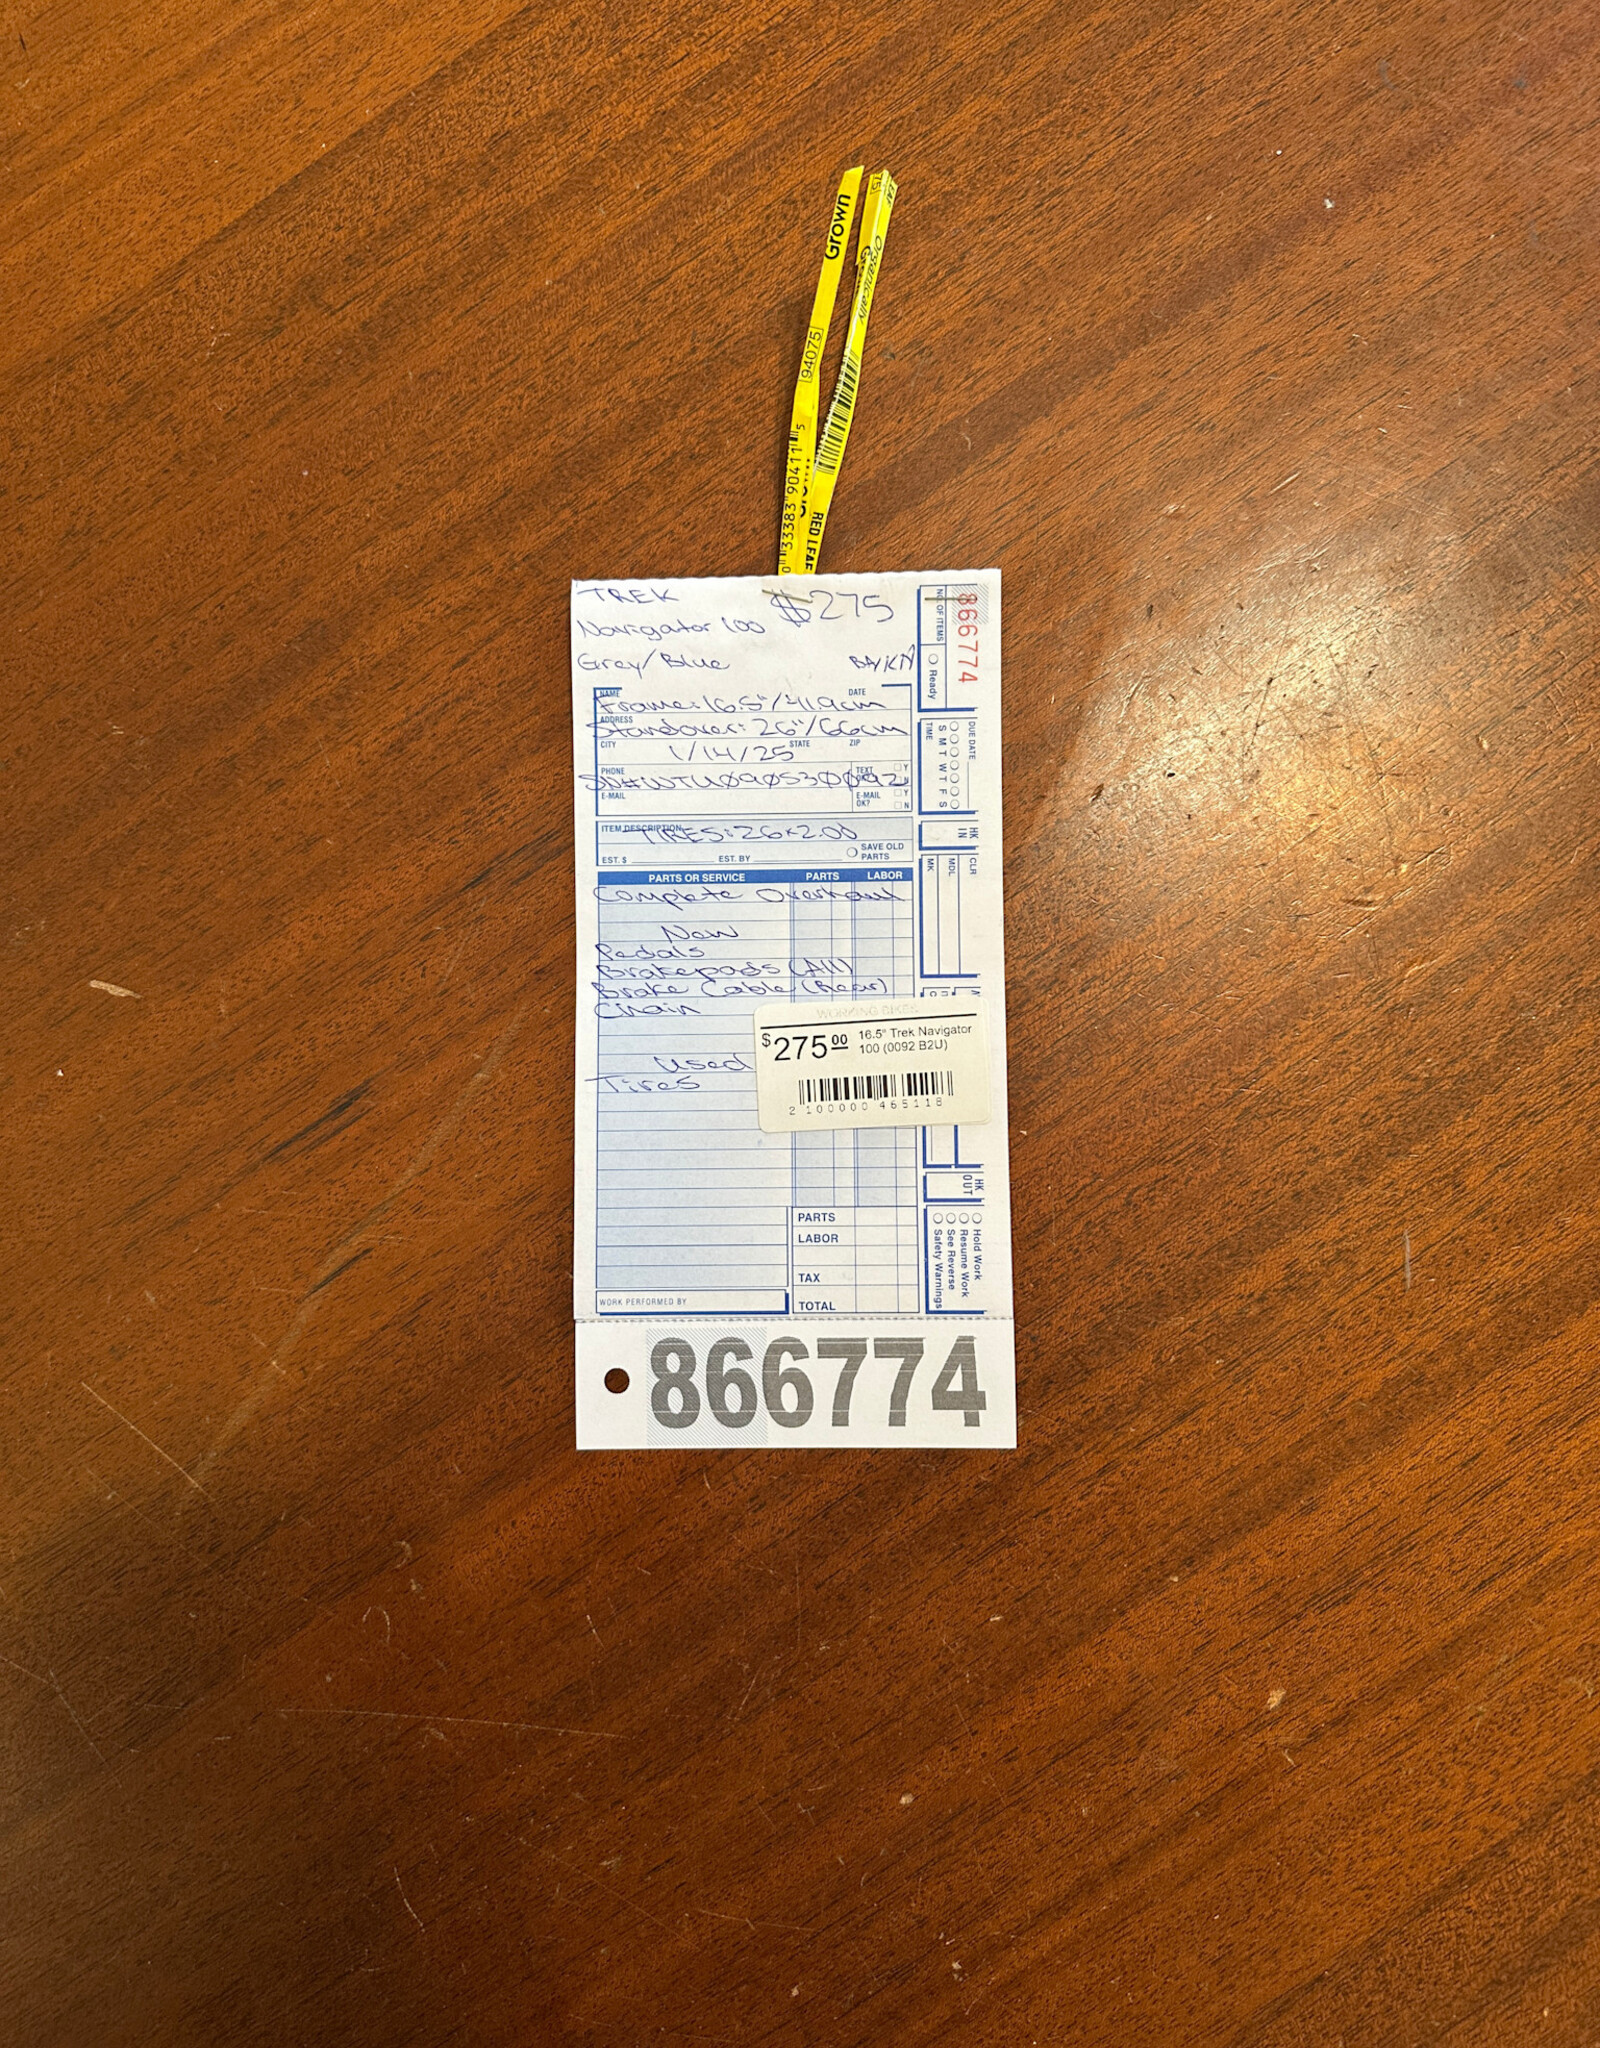 Grown
94075
Organically
RED LEAF
0 33383 90411 5
TREK
$275
Navigator 100
Grey/Blue
866774
NO. OF ITEMS
Ready
NAME
DATE
Frame: 16.5"/41.9cm
ADDRESS
Standover: 26"/66cm
CITY STATE ZIP
1/14/25
PHONE
SN#WTU090530092
TEXT Y
N
E-MAIL
E-MAIL OK? Y
N
DUE DATE
S M T W T F S
TIME
ITEM DESCRIPTION
TIRES: 26x2.00
EST. $ EST. BY
SAVE OLD PARTS
HK IN
CLR
MDL
MK
PARTS OR SERVICE PARTS LABOR
Complete Overhaul
New
Pedals
Brakepads (All)
Brake Cable (Rear)
Chain
WORKING BIKES
$275.00
16.5" Trek Navigator
100 (0092 B2U)
2 100000 465118
Used
Tires
HK OUT
Hold Work
Resume Work
See Reverse
Safety Warnings
PARTS
LABOR
TAX
TOTAL
WORK PERFORMED BY
866774